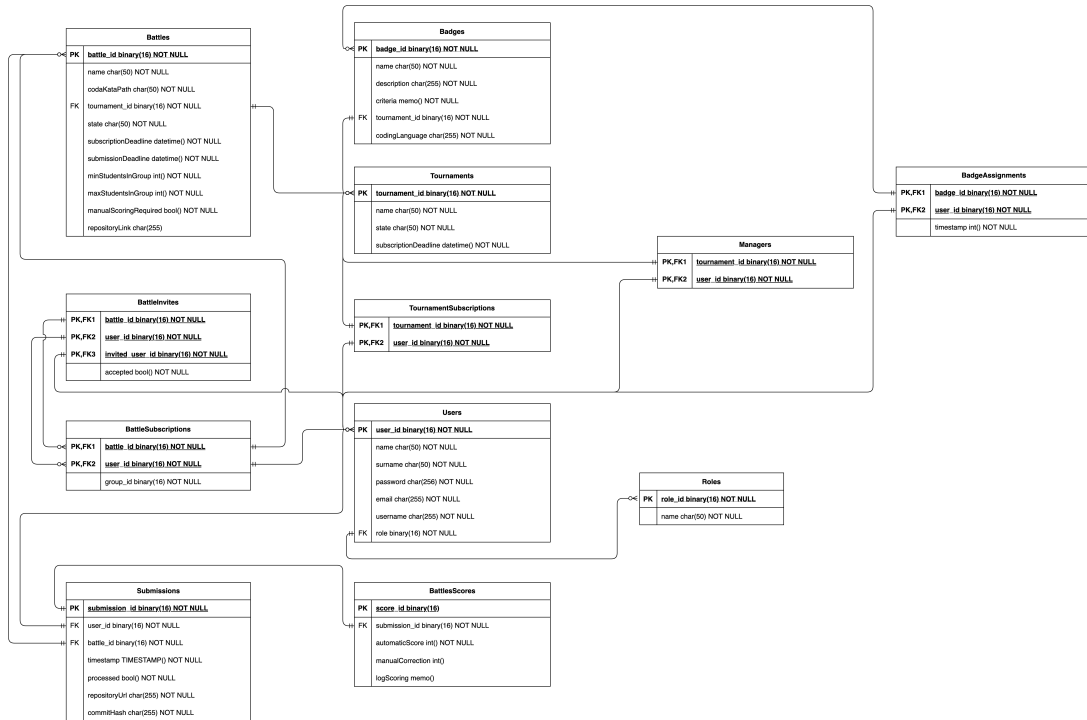 Battles
PK battle_id binary(16) NOT NULL
name char(50) NOT NULL
codaKataPath char(50) NOT NULL
FK tournament_id binary(16) NOT NULL
state char(50) NOT NULL
subscriptionDeadline datetime() NOT NULL
submissionDeadline datetime() NOT NULL
minStudentsInGroup int() NOT NULL
maxStudentsInGroup int() NOT NULL
manualScoringRequired bool() NOT NULL
repositoryLink char(255)
Badges
PK badge_id binary(16) NOT NULL
name char(50) NOT NULL
description char(255) NOT NULL
criteria memo() NOT NULL
FK tournament_id binary(16) NOT NULL
codingLanguage char(255) NOT NULL
Tournaments
PK tournament_id binary(16) NOT NULL
name char(50) NOT NULL
state char(50) NOT NULL
subscriptionDeadline datetime() NOT NULL
BadgeAssignments
PK,FK1 badge_id binary(16) NOT NULL
PK,FK2 user_id binary(16) NOT NULL
timestamp int() NOT NULL
Managers
PK,FK1 tournament_id binary(16) NOT NULL
PK,FK2 user_id binary(16) NOT NULL
BattleInvites
PK,FK1 battle_id binary(16) NOT NULL
PK,FK2 user_id binary(16) NOT NULL
PK,FK3 invited_user_id binary(16) NOT NULL
accepted bool() NOT NULL
TournamentSubscriptions
PK,FK1 tournament_id binary(16) NOT NULL
PK,FK2 user_id binary(16) NOT NULL
BattleSubscriptions
PK,FK1 battle_id binary(16) NOT NULL
PK,FK2 user_id binary(16) NOT NULL
group_id binary(16) NOT NULL
Users
PK user_id binary(16) NOT NULL
name char(50) NOT NULL
surname char(50) NOT NULL
password char(256) NOT NULL
email char(255) NOT NULL
username char(255) NOT NULL
FK role binary(16) NOT NULL
Roles
PK role_id binary(16) NOT NULL
name char(50) NOT NULL
Submissions
PK submission_id binary(16) NOT NULL
FK user_id binary(16) NOT NULL
FK battle_id binary(16) NOT NULL
timestamp TIMESTAMP() NOT NULL
processed bool() NOT NULL
repositoryUrl char(255) NOT NULL
commitHash char(255) NOT NULL
BattlesScores
PK score_id binary(16)
FK submission_id binary(16) NOT NULL
automaticScore int() NOT NULL
manualCorrection int()
logScoring memo()